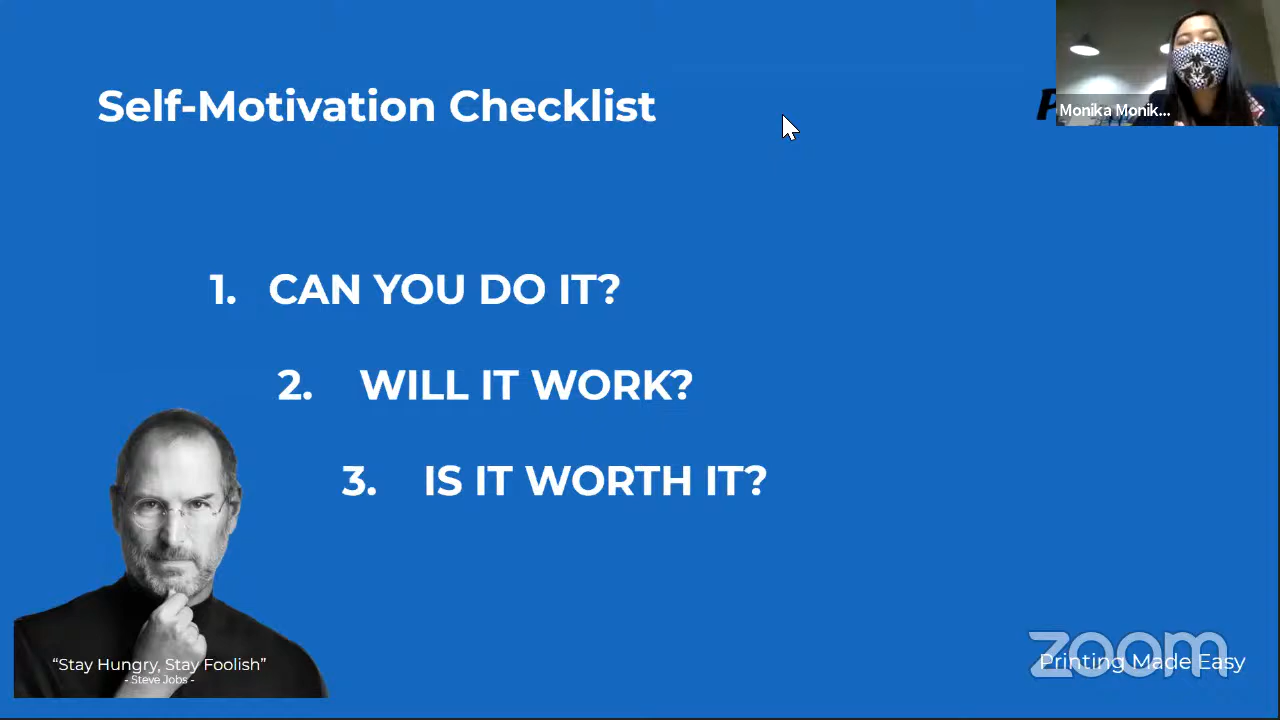 Self-Motivation Checklist
Monika Monik...
1. CAN YOU DO IT?
2. WILL IT WORK?
3. IS IT WORTH IT?
“Stay Hungry, Stay Foolish”
- Steve Jobs -
zoom
Printing Made Easy